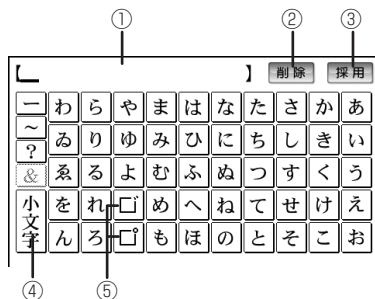 ① ② ③
【 】 削除 採用
ー わ ら や ま は な た さ か あ
～ ゐ り ゆ み ひ に ち し き い
?
& ゑ る よ む ふ ぬ つ す く う
小文字 を れ ゛ め へ ね て せ け え
ん ろ ゜ も ほ の と そ こ お
④ ⑤